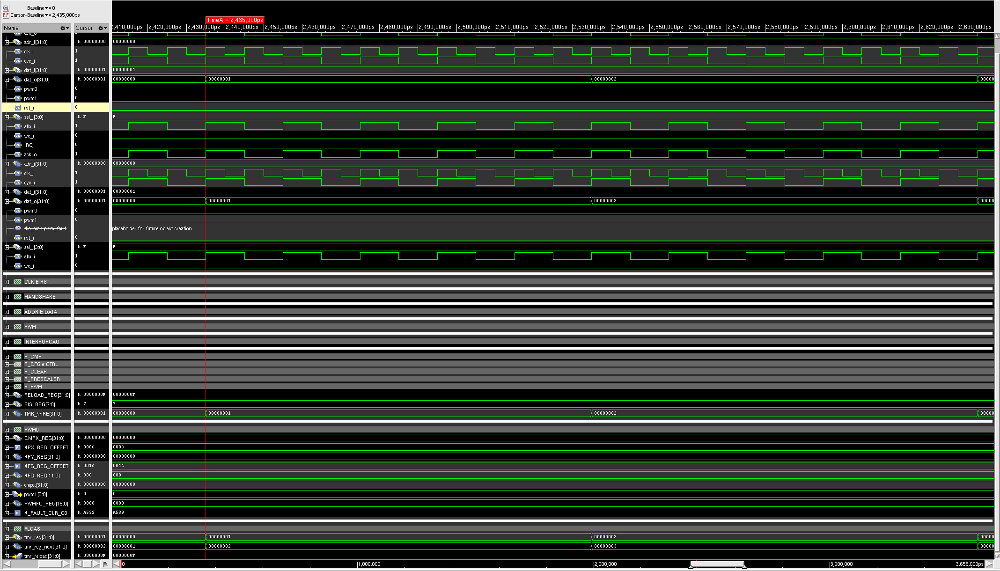 Baseline▼= 0
Cursor-Baseline▼= 2,435,000ps
TimeA = 2,435,000ps
Name Cursor 2,410,000ps 2,420,000ps 2,430,000ps 2,440,000ps 2,450,000ps 2,460,000ps 2,470,000ps 2,480,000ps 2,490,000ps 2,500,000ps 2,510,000ps 2,520,000ps 2,530,000ps 2,540,000ps 2,550,000ps 2,560,000ps 2,570,000ps 2,580,000ps 2,590,000ps 2,600,000ps 2,610,000ps 2,620,000ps 2,630,000ps
ack_o 1
adr_i[31:0] 'h 00000000 00000000
clk_i 1
cyc_i 1
dat_i[31:0] 'h 00000001 00000001
dat_o[31:0] 'h 00000001 00000000 00000001 00000002 0000
pwm0 0
pwm1 0
rst_i 0
sel_i[3:0] 'h F F
stb_i 1
we_i 0
IRQ 0
ack_o 1
adr_i[31:0] 'h 00000000 00000000
clk_i 1
cyc_i 1
dat_i[31:0] 'h 00000001 00000001
dat_o[31:0] 'h 00000001 00000000 00000001 00000002 0000
pwm0 0
pwm1 0
lc_man.pwm_fault placeholder for future object creation
rst_i 0
sel_i[3:0] 'h F F
stb_i 1
we_i 0
CLK E RST
HANDSHAKE
ADDR E DATA
PWM
INTERRUPCAO
R_CMP
R_CFG e CTRL
R_CLEAR
R_PRESCALER
R_PWM
RELOAD_REG[31:0] 'h 0000000F 0000000F
RIS_REG[2:0] 'h 7 7
TMR_WIRE[31:0] 'h 00000001 00000000 00000001 00000002 0000
PWM0
CMPX_REG[31:0] 'h 00000000 00000000
PX_REG_OFFSET 'h 000c 000c
PY_REG[31:0] 'h 00000000 00000000
FG_REG_OFFSET 'h 001c 001c
FG_REG[11:0] 'h 000 000
cmpx[31:0] 'h 00000000 00000000
pwm1[0:0] 'h 0 0
PWMFC_REG[15:0] 'h 0000 0000
_FAULT_CLR_C0 'h A539 A539
FLGAS
tmr_reg[31:0] 'h 00000001 00000000 00000001 00000002 0000
tmr_reg_next[31:0] 'h 00000002 00000001 00000002 00000003 0000
tmr_reload[31:0] 'h 0000000F 0000000F
0 1,000,000 2,000,000 3,000,000 3,655,000ps